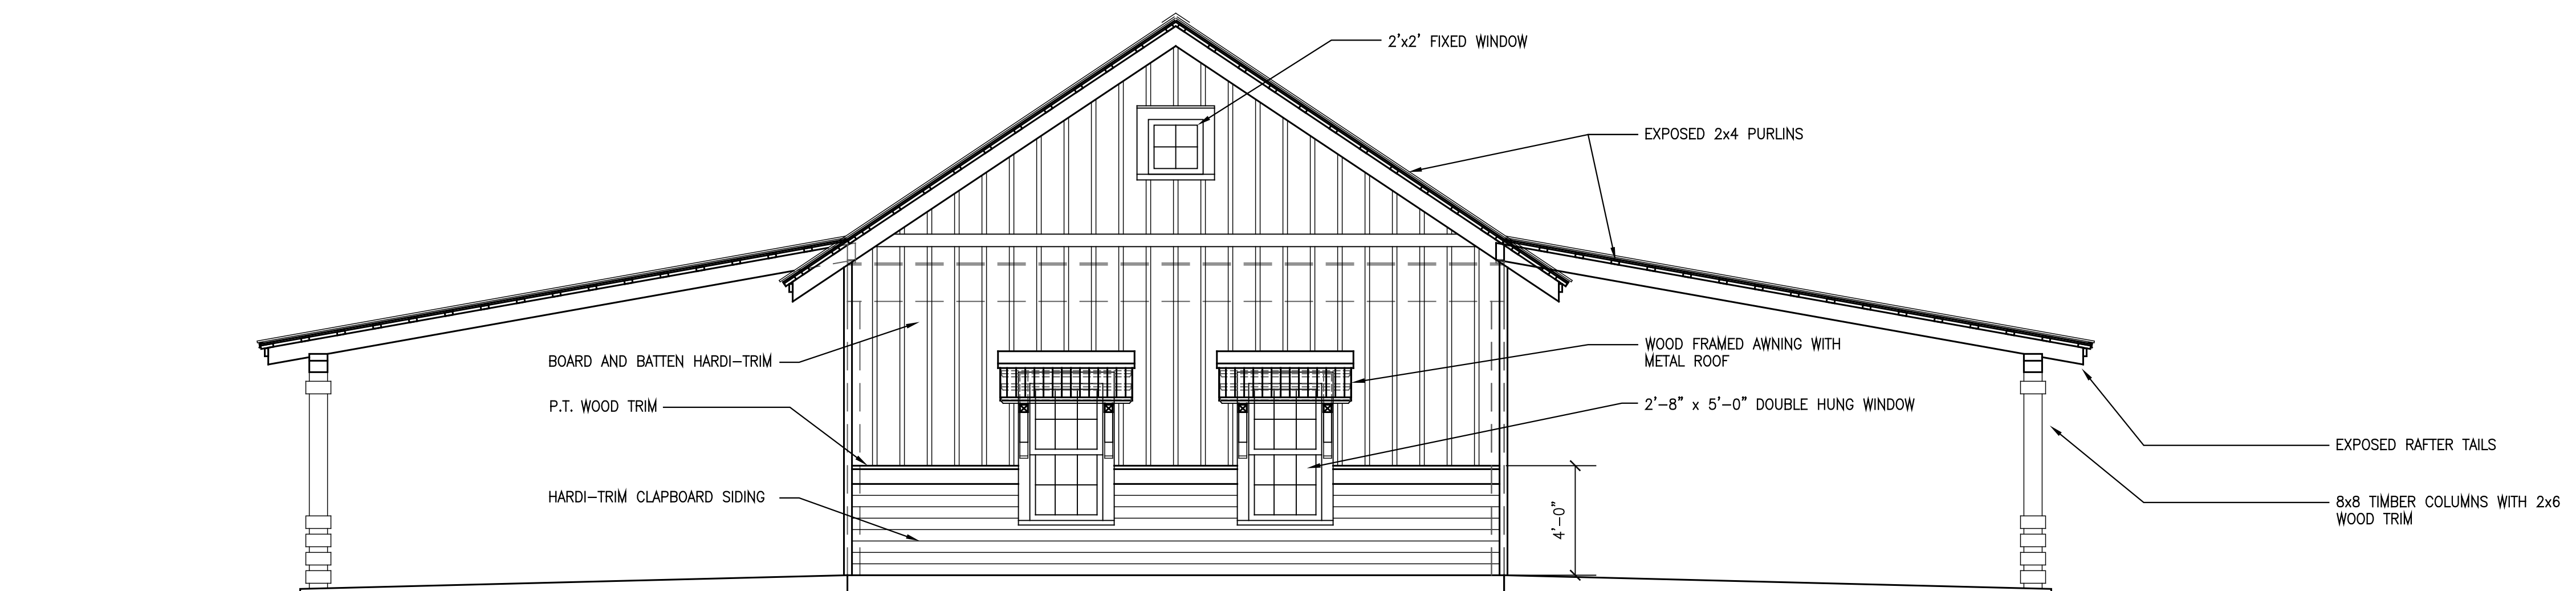 2'x2' FIXED WINDOW
EXPOSED 2x4 PURLINS
BOARD AND BATTEN HARDI-TRIM
WOOD FRAMED AWNING WITH
METAL ROOF
P.T. WOOD TRIM
2'-8" x 5'-0" DOUBLE HUNG WINDOW
EXPOSED RAFTER TAILS
HARDI-TRIM CLAPBOARD SIDING
4'-0"
8x8 TIMBER COLUMNS WITH 2x6
WOOD TRIM